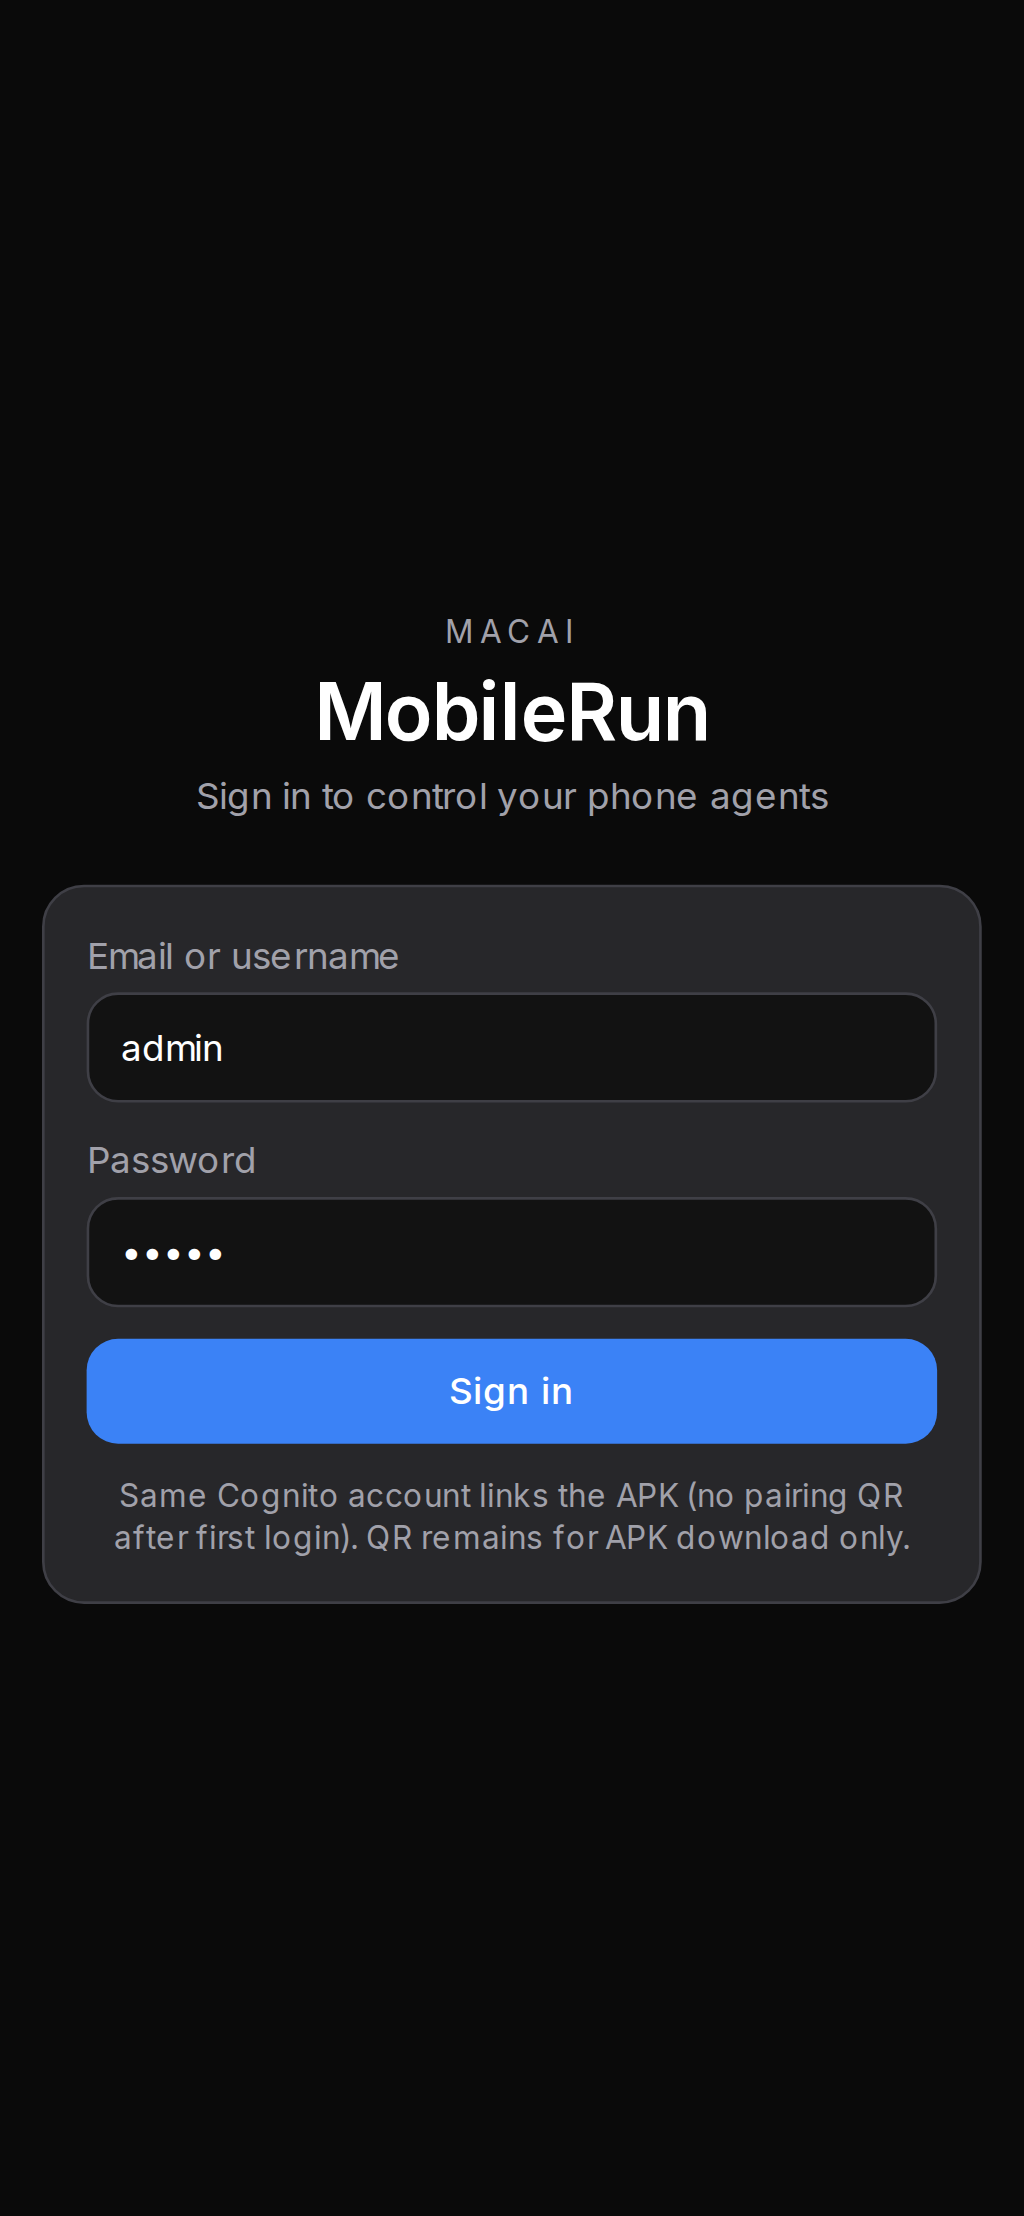 MACAI
MobileRun
Sign in to control your phone agents
Email or username
admin
Password
•••••
Sign in
Same Cognito account links the APK (no pairing QR
after first login). QR remains for APK download only.